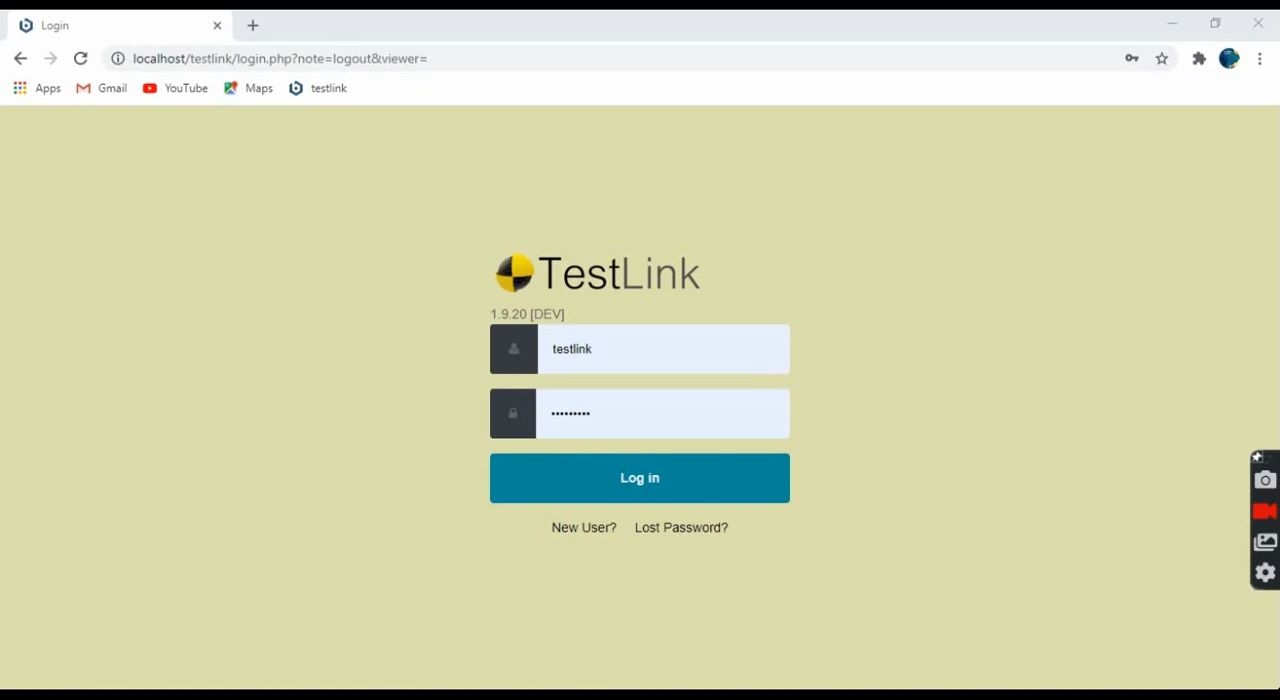 Login
localhost/testlink/login.php?note=logout&viewer=
Apps Gmail YouTube Maps testlink
TestLink
1.9.20 [DEV]
testlink
•••••••••
Log in
New User? Lost Password?